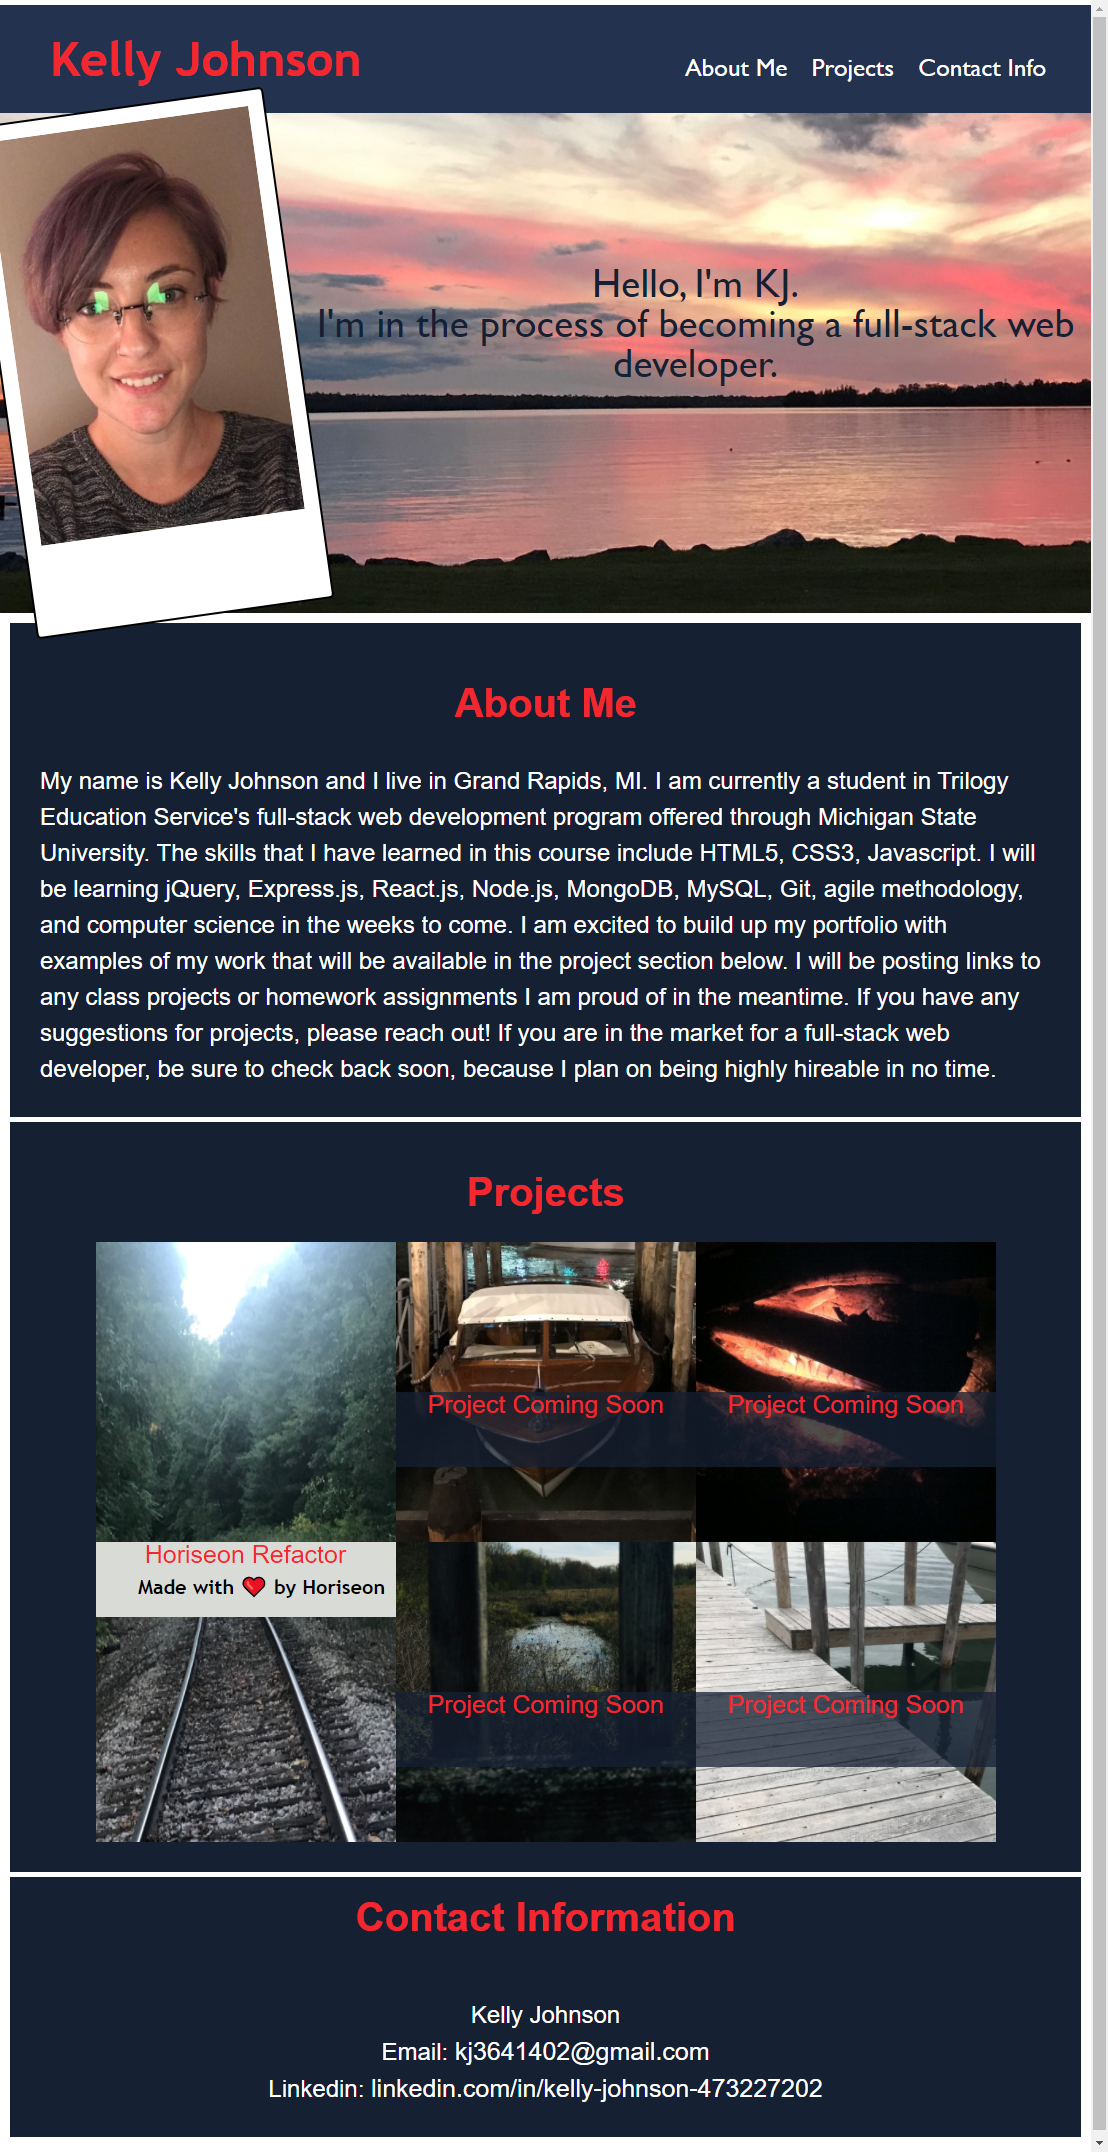 Kelly Johnson
About Me Projects Contact Info
Hello, I'm KJ.
I'm in the process of becoming a full-stack web
developer.
About Me
My name is Kelly Johnson and I live in Grand Rapids, MI. I am currently a student in Trilogy
Education Service's full-stack web development program offered through Michigan State
University. The skills that I have learned in this course include HTML5, CSS3, Javascript. I will
be learning jQuery, Express.js, React.js, Node.js, MongoDB, MySQL, Git, agile methodology,
and computer science in the weeks to come. I am excited to build up my portfolio with
examples of my work that will be available in the project section below. I will be posting links to
any class projects or homework assignments I am proud of in the meantime. If you have any
suggestions for projects, please reach out! If you are in the market for a full-stack web
developer, be sure to check back soon, because I plan on being highly hireable in no time.
Projects
Project Coming Soon
Project Coming Soon
Horiseon Refactor
Made with ❤️ by Horiseon
Project Coming Soon
Project Coming Soon
Contact Information
Kelly Johnson
Email: kj3641402@gmail.com
Linkedin: linkedin.com/in/kelly-johnson-473227202